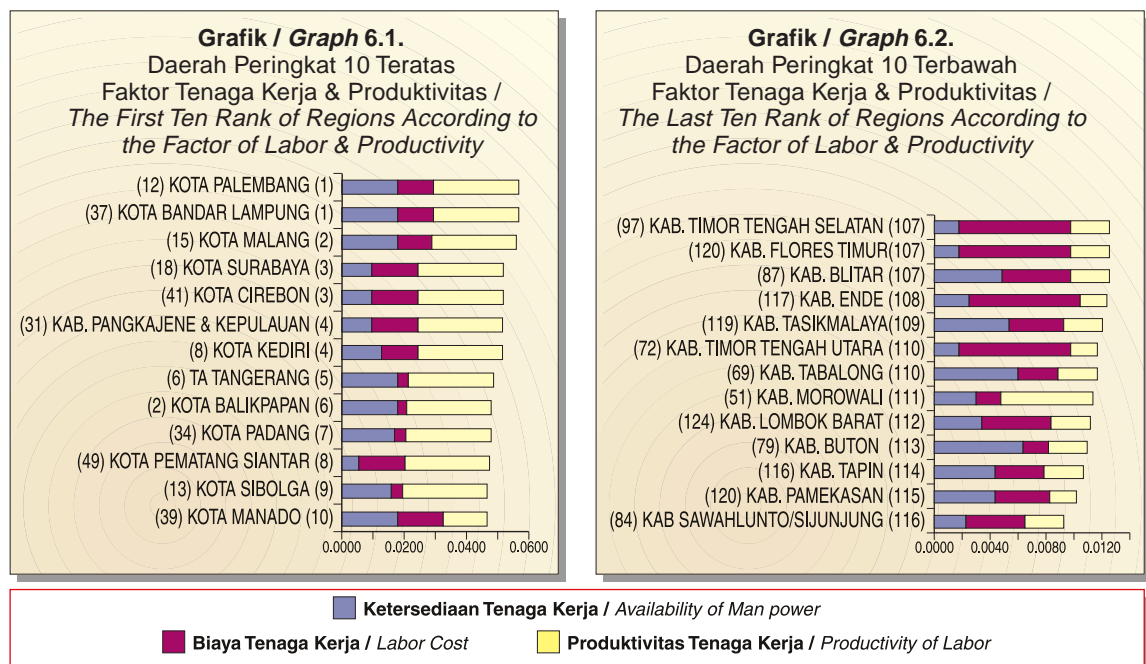 Grafik / Graph 6.1.
Daerah Peringkat 10 Teratas
Faktor Tenaga Kerja & Produktivitas /
The First Ten Rank of Regions According to
the Factor of Labor & Productivity
(12) KOTA PALEMBANG (1)
(37) KOTA BANDAR LAMPUNG (1)
(15) KOTA MALANG (2)
(18) KOTA SURABAYA (3)
(41) KOTA CIREBON (3)
(31) KAB. PANGKAJENE & KEPULAUAN (4)
(8) KOTA KEDIRI (4)
(6) TA TANGERANG (5)
(2) KOTA BALIKPAPAN (6)
(34) KOTA PADANG (7)
(49) KOTA PEMATANG SIANTAR (8)
(13) KOTA SIBOLGA (9)
(39) KOTA MANADO (10)
0.0000 0.0200 0.0400 0.0600
Grafik / Graph 6.2.
Daerah Peringkat 10 Terbawah
Faktor Tenaga Kerja & Produktivitas /
The Last Ten Rank of Regions According to
the Factor of Labor & Productivity
(97) KAB. TIMOR TENGAH SELATAN (107)
(120) KAB. FLORES TIMUR(107)
(87) KAB. BLITAR (107)
(117) KAB. ENDE (108)
(119) KAB. TASIKMALAYA(109)
(72) KAB. TIMOR TENGAH UTARA (110)
(69) KAB. TABALONG (110)
(51) KAB. MOROWALI (111)
(124) KAB. LOMBOK BARAT (112)
(79) KAB. BUTON (113)
(116) KAB. TAPIN (114)
(120) KAB. PAMEKASAN (115)
(84) KAB SAWAHLUNTO/SIJUNJUNG (116)
0.0000 0.0040 0.0080 0.0120
Ketersediaan Tenaga Kerja / Availability of Man power
Biaya Tenaga Kerja / Labor Cost
Produktivitas Tenaga Kerja / Productivity of Labor